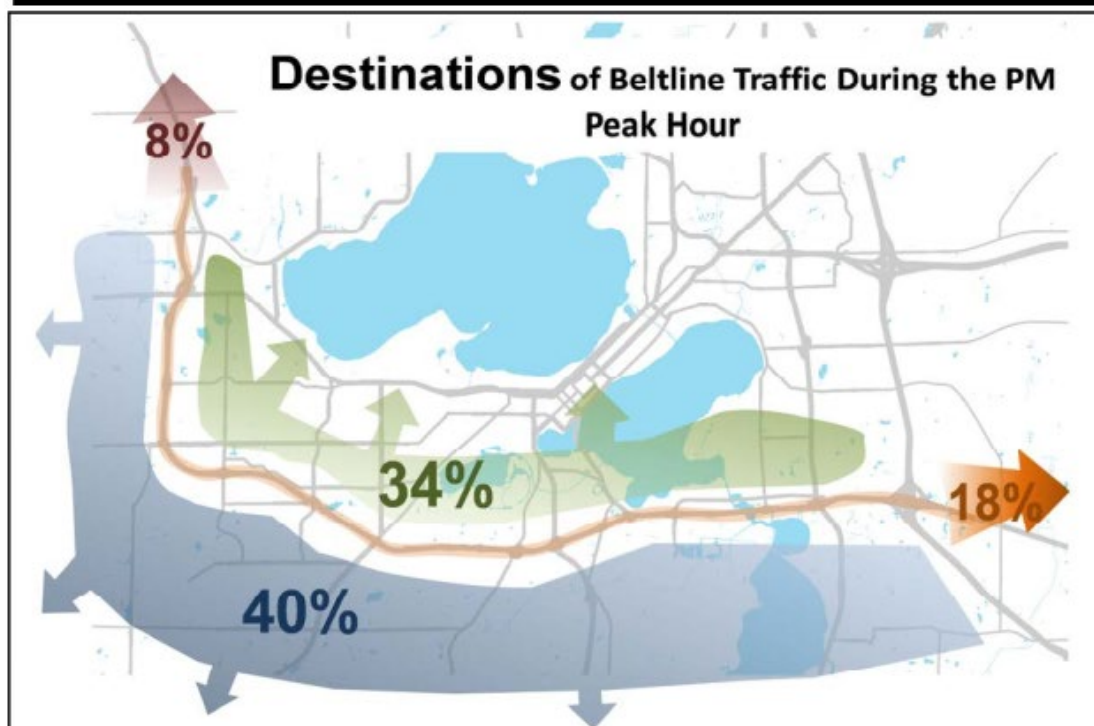 Destinations of Beltline Traffic During the PM
Peak Hour
8%
34%
18%
40%